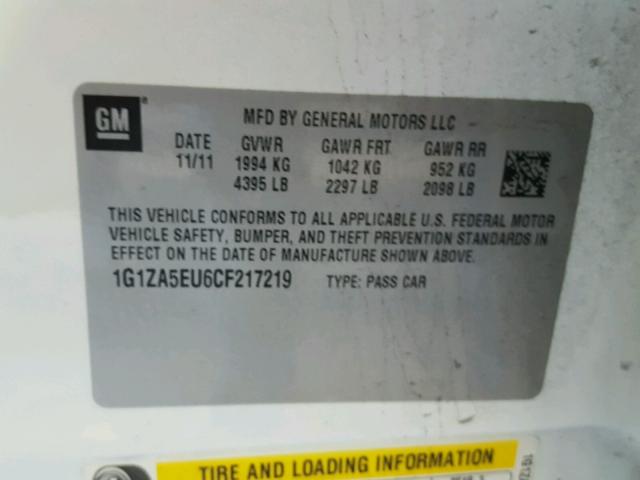 GM
MFD BY GENERAL MOTORS LLC
DATE GVWR GAWR FRT GAWR RR
11/11 1994 KG 1042 KG 952 KG
4395 LB 2297 LB 2098 LB
THIS VEHICLE CONFORMS TO ALL APPLICABLE U.S. FEDERAL MOTOR
VEHICLE SAFETY, BUMPER, AND THEFT PREVENTION STANDARDS IN
EFFECT ON THE DATE OF MANUFACTURE SHOWN ABOVE.
1G1ZA5EU6CF217219 TYPE: PASS CAR
TIRE AND LOADING INFORMATION
1G1Z